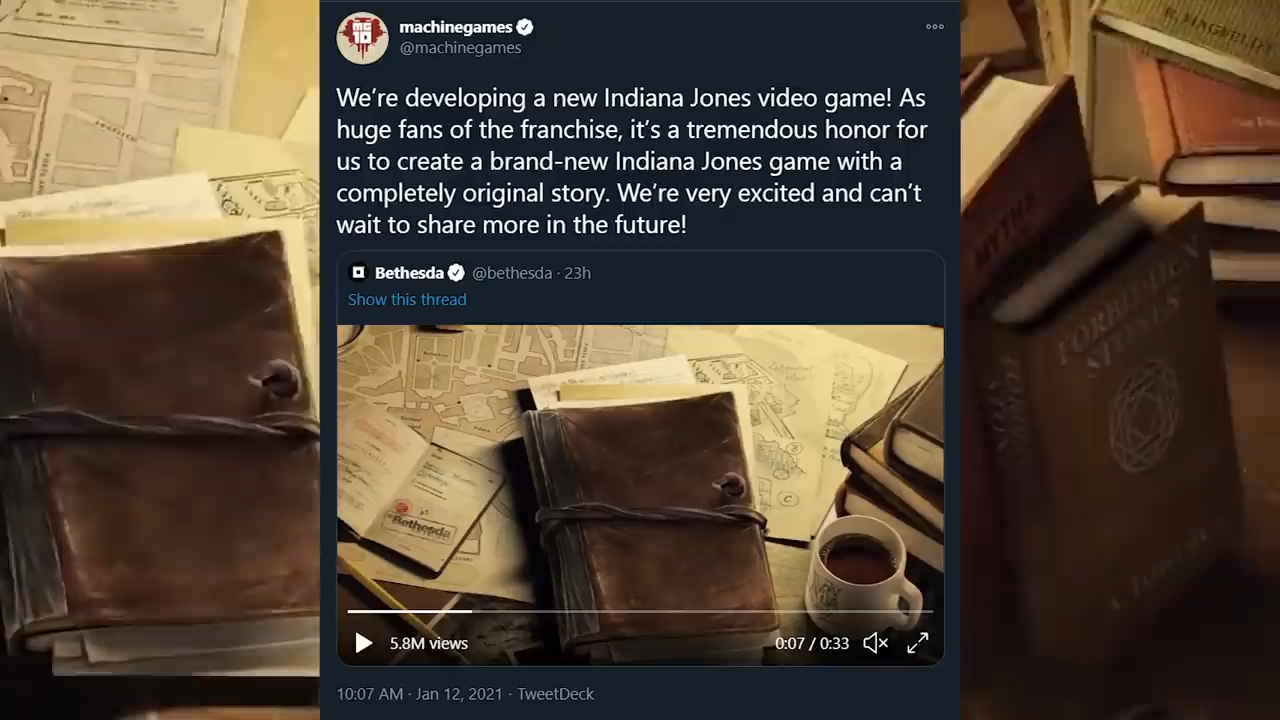 machinegames
@machinegames
We’re developing a new Indiana Jones video game! As
huge fans of the franchise, it’s a tremendous honor for
us to create a brand-new Indiana Jones game with a
completely original story. We’re very excited and can’t
wait to share more in the future!
Bethesda @bethesda · 23h
Show this thread
Bethesda
5.8M views
0:07 / 0:33
10:07 AM · Jan 12, 2021 · TweetDeck
MYTHS
FORBIDDEN
STONES